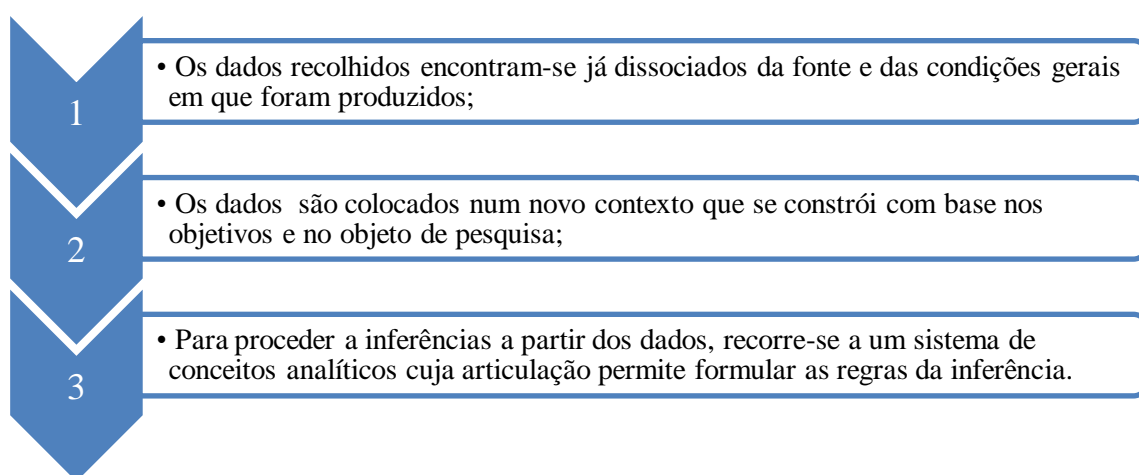 1
• Os dados recolhidos encontram-se já dissociados da fonte e das condições gerais
em que foram produzidos;
2
• Os dados são colocados num novo contexto que se constrói com base nos
objetivos e no objeto de pesquisa;
3
• Para proceder a inferências a partir dos dados, recorre-se a um sistema de
conceitos analíticos cuja articulação permite formular as regras da inferência.